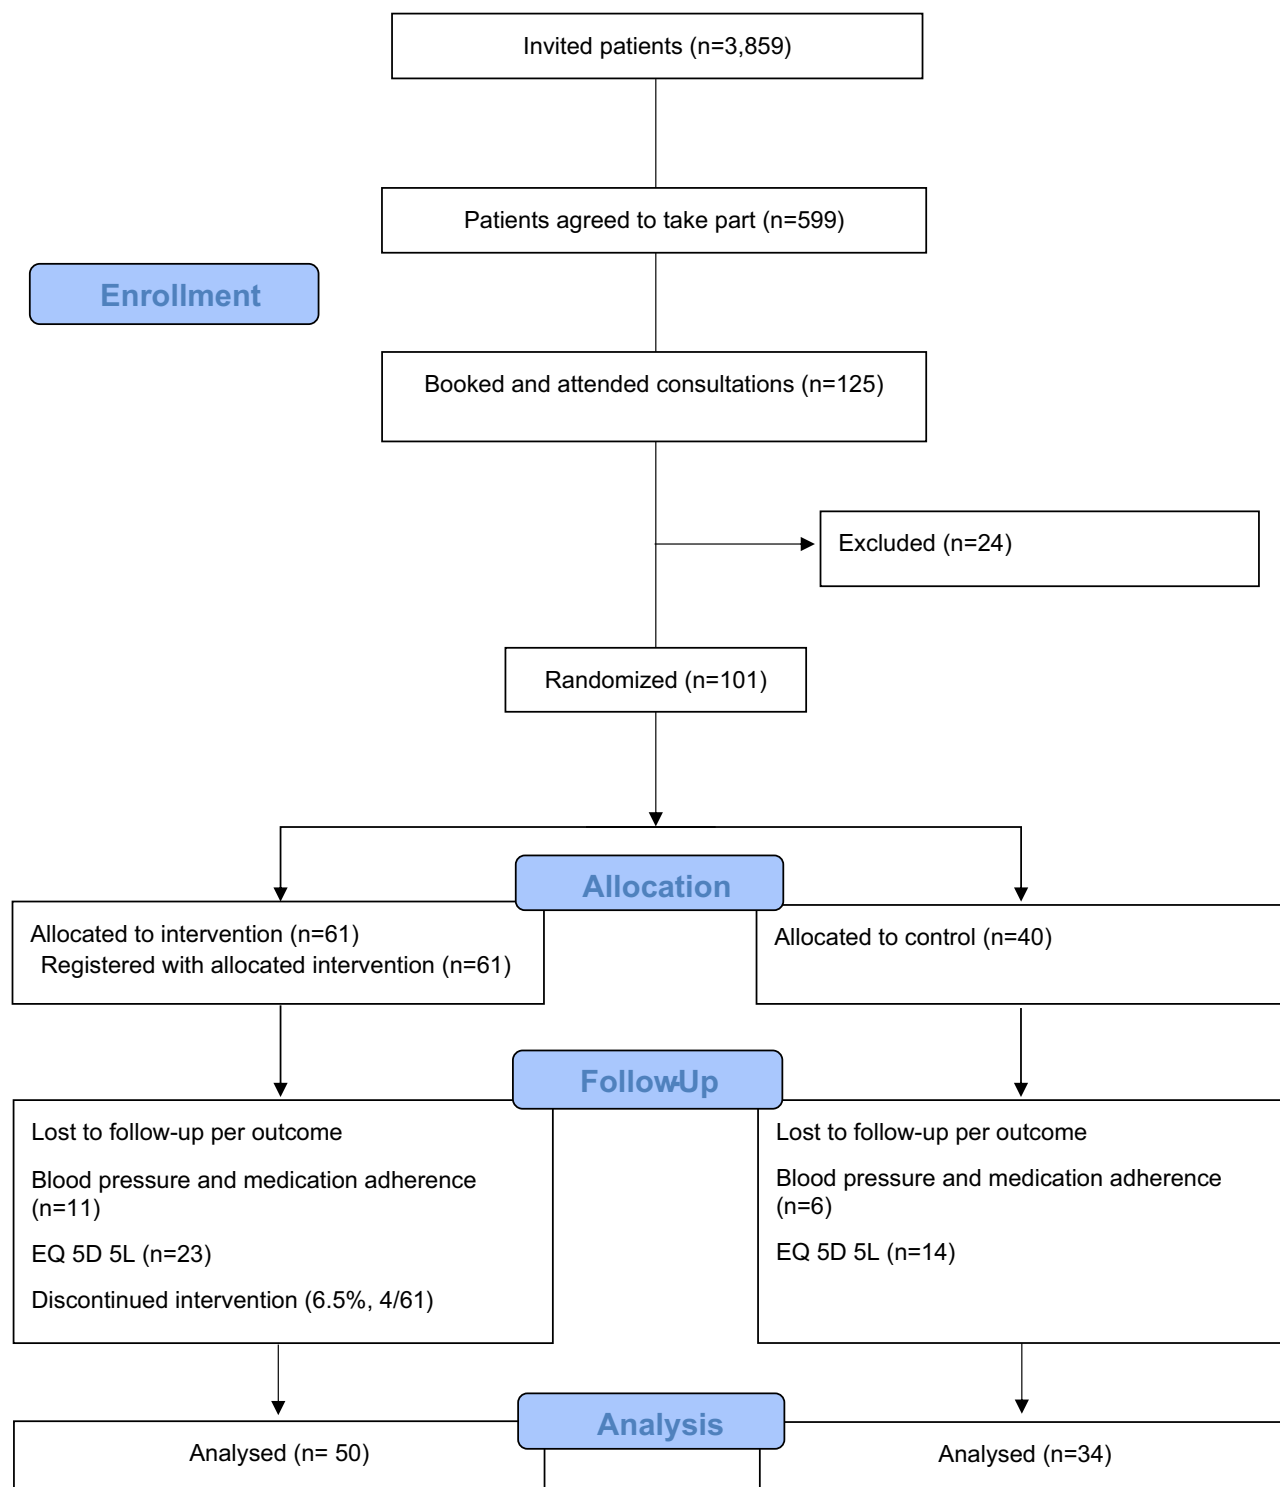 Invited patients (n=3,859)
Patients agreed to take part (n=599)
Enrollment
Booked and attended consultations (n=125)
Excluded (n=24)
Randomized (n=101)
Allocation
Allocated to intervention (n=61)
Registered with allocated intervention (n=61)
Allocated to control (n=40)
Follow-Up
Lost to follow-up per outcome
Blood pressure and medication adherence
(n=11)
EQ 5D 5L (n=23)
Discontinued intervention (6.5%, 4/61)
Lost to follow-up per outcome
Blood pressure and medication adherence
(n=6)
EQ 5D 5L (n=14)
Analysis
Analysed (n= 50)
Analysed (n=34)